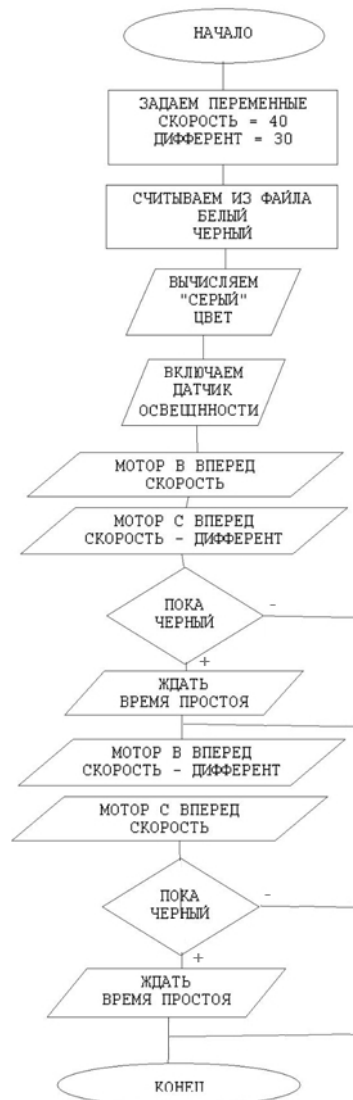 НАЧАЛО
ЗАДАЕМ ПЕРЕМЕННЫЕ
СКОРОСТЬ = 40
ДИФФЕРЕНТ = 30
СЧИТЫВАЕМ ИЗ ФАЙЛА
БЕЛЫЙ
ЧЕРНЫЙ
ВЫЧИСЛЯЕМ
"СЕРЫЙ"
ЦВЕТ
ВКЛЮЧАЕМ
ДАТЧИК
ОСВЕЩННОСТИ
МОТОР В ВПЕРЕД
СКОРОСТЬ
МОТОР С ВПЕРЕД
СКОРОСТЬ - ДИФФЕРЕНТ
ПОКА
ЧЕРНЫЙ
-
+
ЖДАТЬ
ВРЕМЯ ПРОСТОЯ
МОТОР В ВПЕРЕД
СКОРОСТЬ - ДИФФЕРЕНТ
МОТОР С ВПЕРЕД
СКОРОСТЬ
ПОКА
ЧЕРНЫЙ
-
+
ЖДАТЬ
ВРЕМЯ ПРОСТОЯ
КОНЕЦ